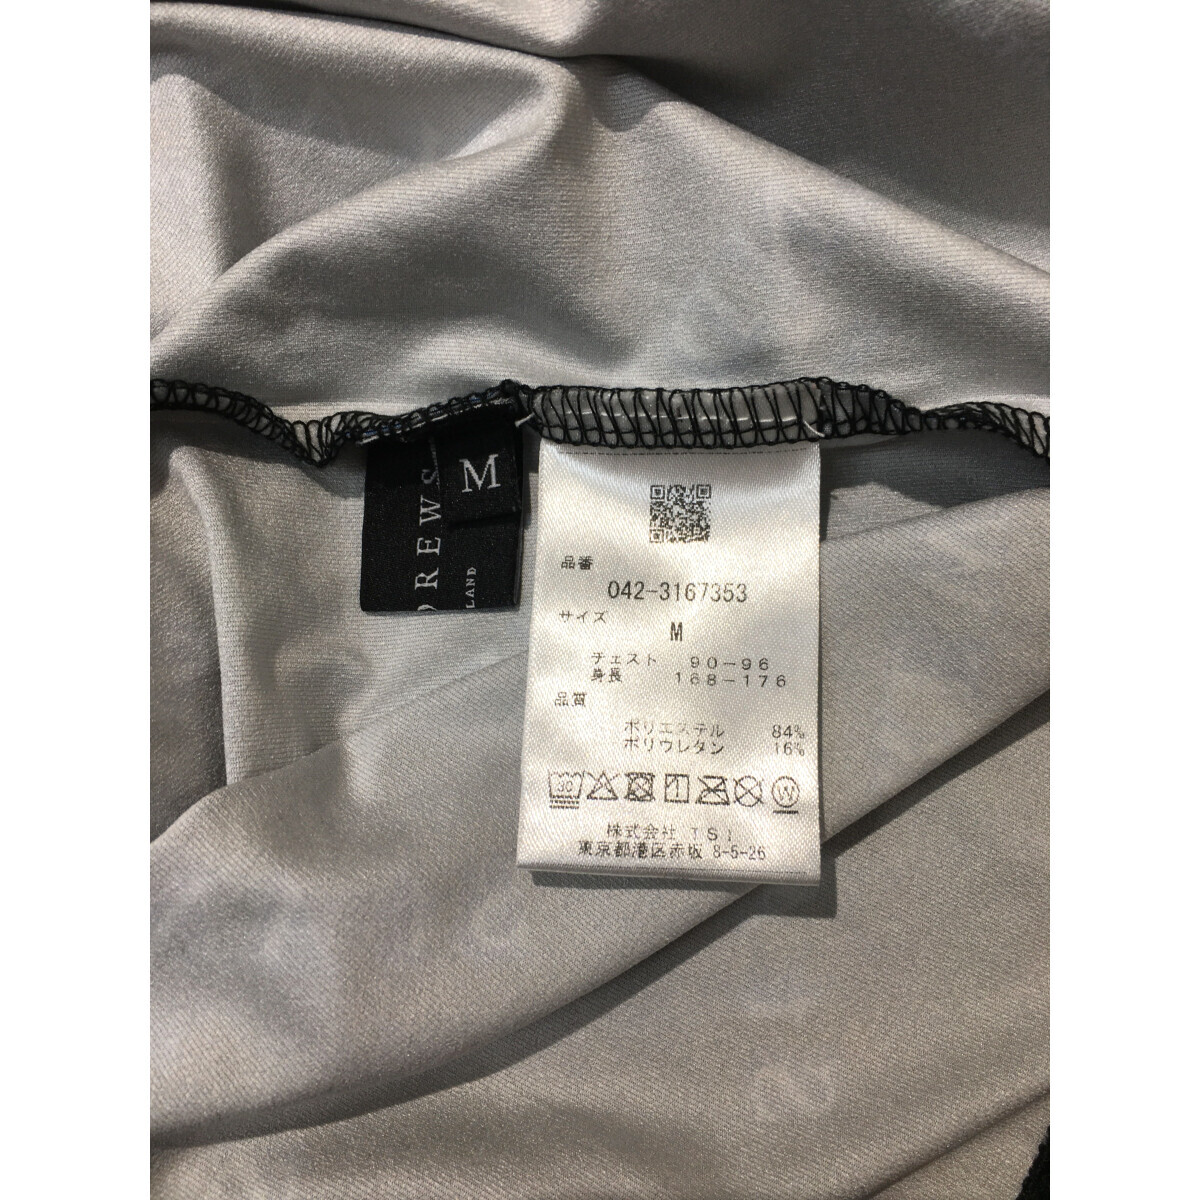 M
DREWS
LAND
品番
042-3167353
サイズ
M
チェスト 90-96
身長 168-176
品質
ポリエステル 84%
ポリウレタン 16%
30
W
株式会社 TSI
東京都港区赤坂 8-5-26